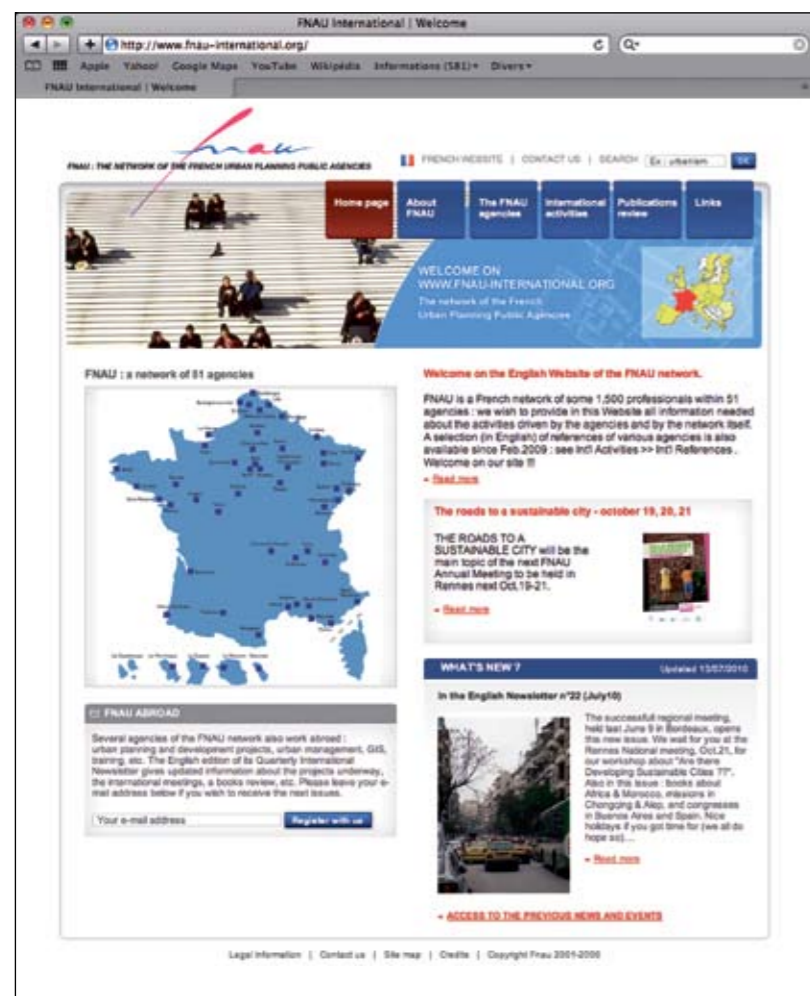 FNAU International | Welcome
http://www.fnau-international.org/
Apple Yahoo! Google Maps YouTube Wikipédia Informations (581) Divers
FNAU International | Welcome
fnau
FNAU : THE NETWORK OF THE FRENCH URBAN PLANNING PUBLIC AGENCIES
FRENCH WEBSITE | CONTACT US | SEARCH Ex : urbanism OK
Home page
About
FNAU
The FNAU
agencies
International
activities
Publications
review
Links
WELCOME ON
WWW.FNAU-INTERNATIONAL.ORG
The network of the French
Urban Planning Public Agencies
FNAU : a network of 51 agencies
Welcome on the English Website of the FNAU network.
FNAU is a French network of some 1,500 professionals within 51
agencies : we wish to provide in this Website all information needed
about the activities driven by the agencies and by the network itself.
A selection (in English) of references of various agencies is also
available since Feb.2009 : see Int'l Activities >> Int'l References .
Welcome on our site !!!
Read more
The roads to a sustainable city - october 19, 20, 21
THE ROADS TO A
SUSTAINABLE CITY will be the
main topic of the next FNAU
Annual Meeting to be held in
Rennes next Oct.19-21.
Read more
WHAT'S NEW ? Updated 13/07/2010
In the English Newsletter n°22 (July10)
The successful regional meeting,
held last June 9 in Bordeaux, opens
this new issue. We wait for you at the
Rennes National meeting, Oct.21, for
our workshop about "Are there
Developing Sustainable Cities ??".
Also in this issue : books about
Africa & Morocco, missions in
Chongqing & Alep, and congresses
in Buenos Aires and Spain. Nice
holidays if you got time for (we all do
hope so)....
Read more
ACCESS TO THE PREVIOUS NEWS AND EVENTS
FNAU ABROAD
Several agencies of the FNAU network also work abroad :
urban planning and development projects, urban management, GIS,
training, etc. The English edition of its Quarterly International
Newsletter gives updated information about the projects underway,
the international meetings, a books review, etc. Please leave your e-
mail address below if you wish to receive the next issues.
Your e-mail address Register with us
Legal information | Contact us | Site map | Credits | Copyright Fnau 2001-2006